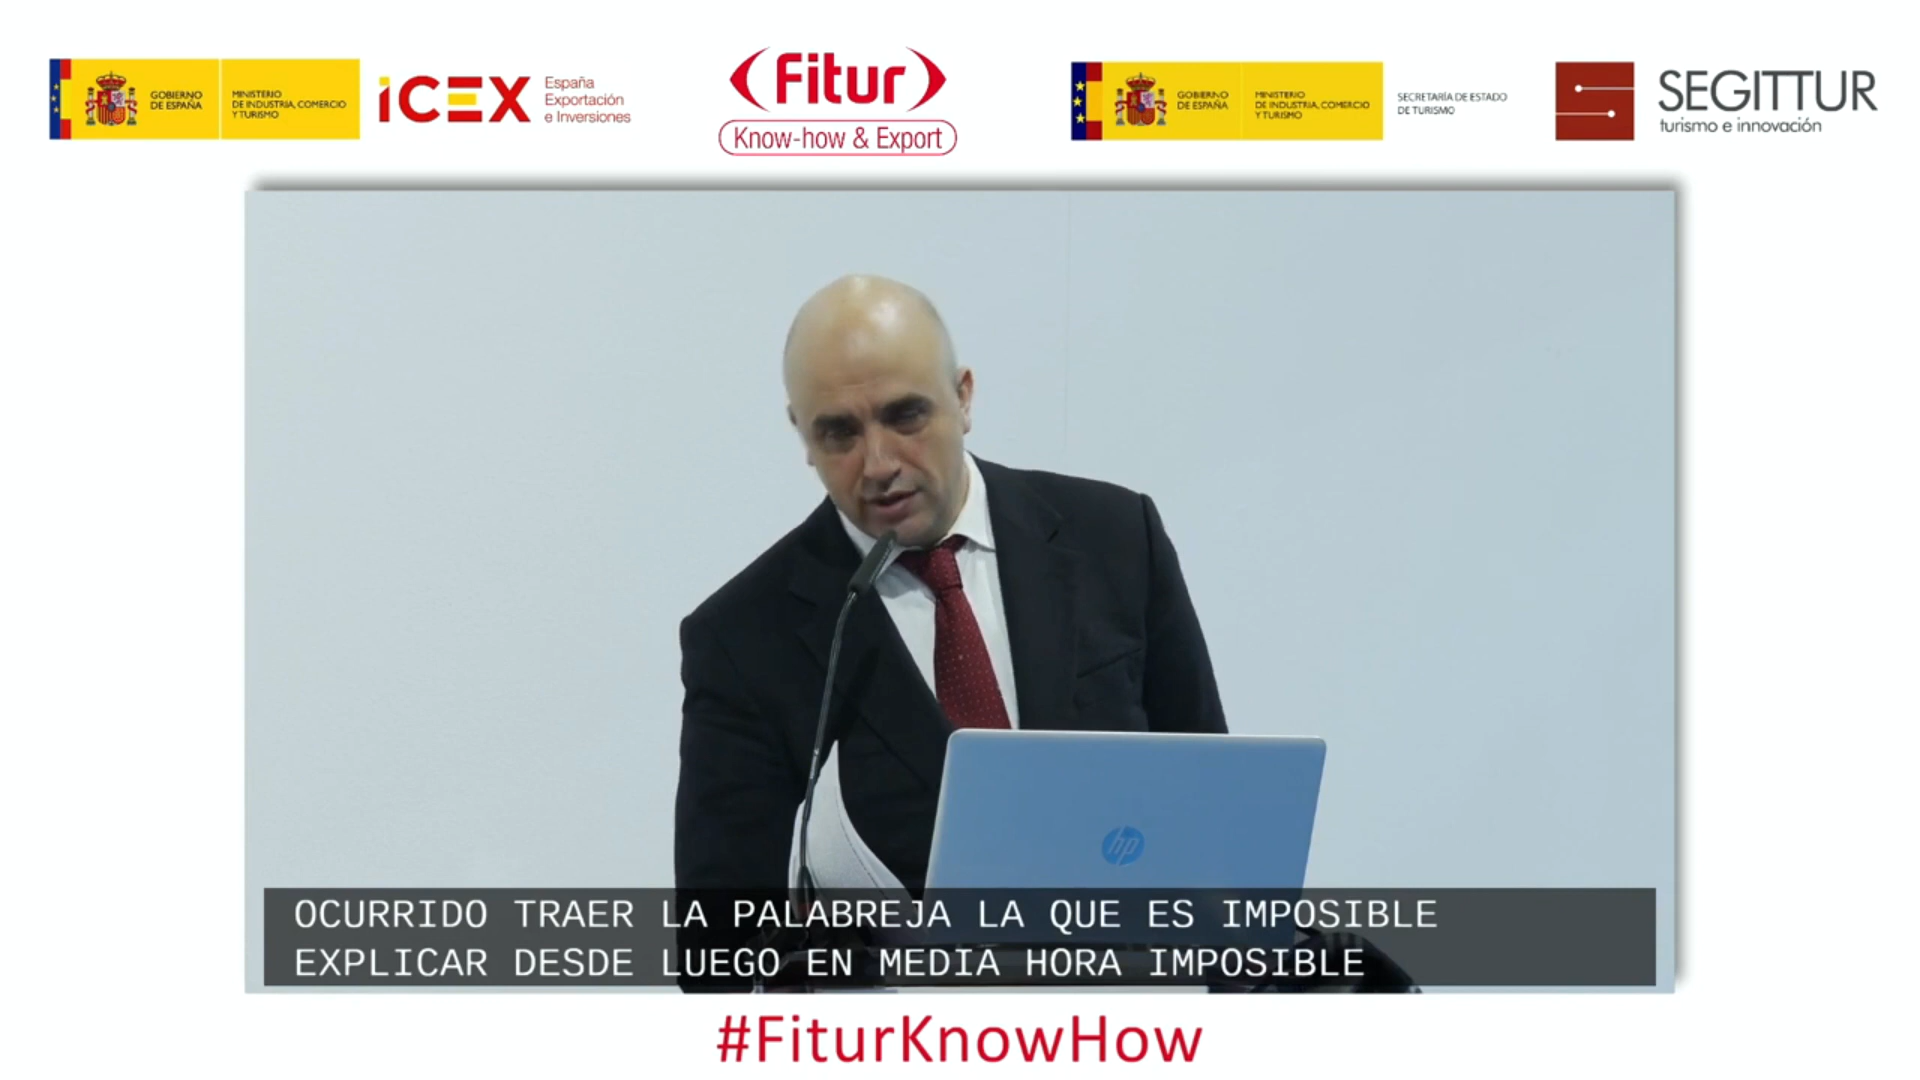 GOBIERNO
DE ESPAÑA
MINISTERIO
DE INDUSTRIA, COMERCIO
Y TURISMO
iCEX
España
Exportación
e Inversiones
Fitur
Know-how & Export
GOBIERNO
DE ESPAÑA
MINISTERIO
DE INDUSTRIA, COMERCIO
Y TURISMO
SECRETARÍA DE ESTADO
DE TURISMO
SEGITTUR
turismo e innovación
hp
OCURRIDO TRAER LA PALABREJA LA QUE ES IMPOSIBLE
EXPLICAR DESDE LUEGO EN MEDIA HORA IMPOSIBLE
#FiturKnowHow